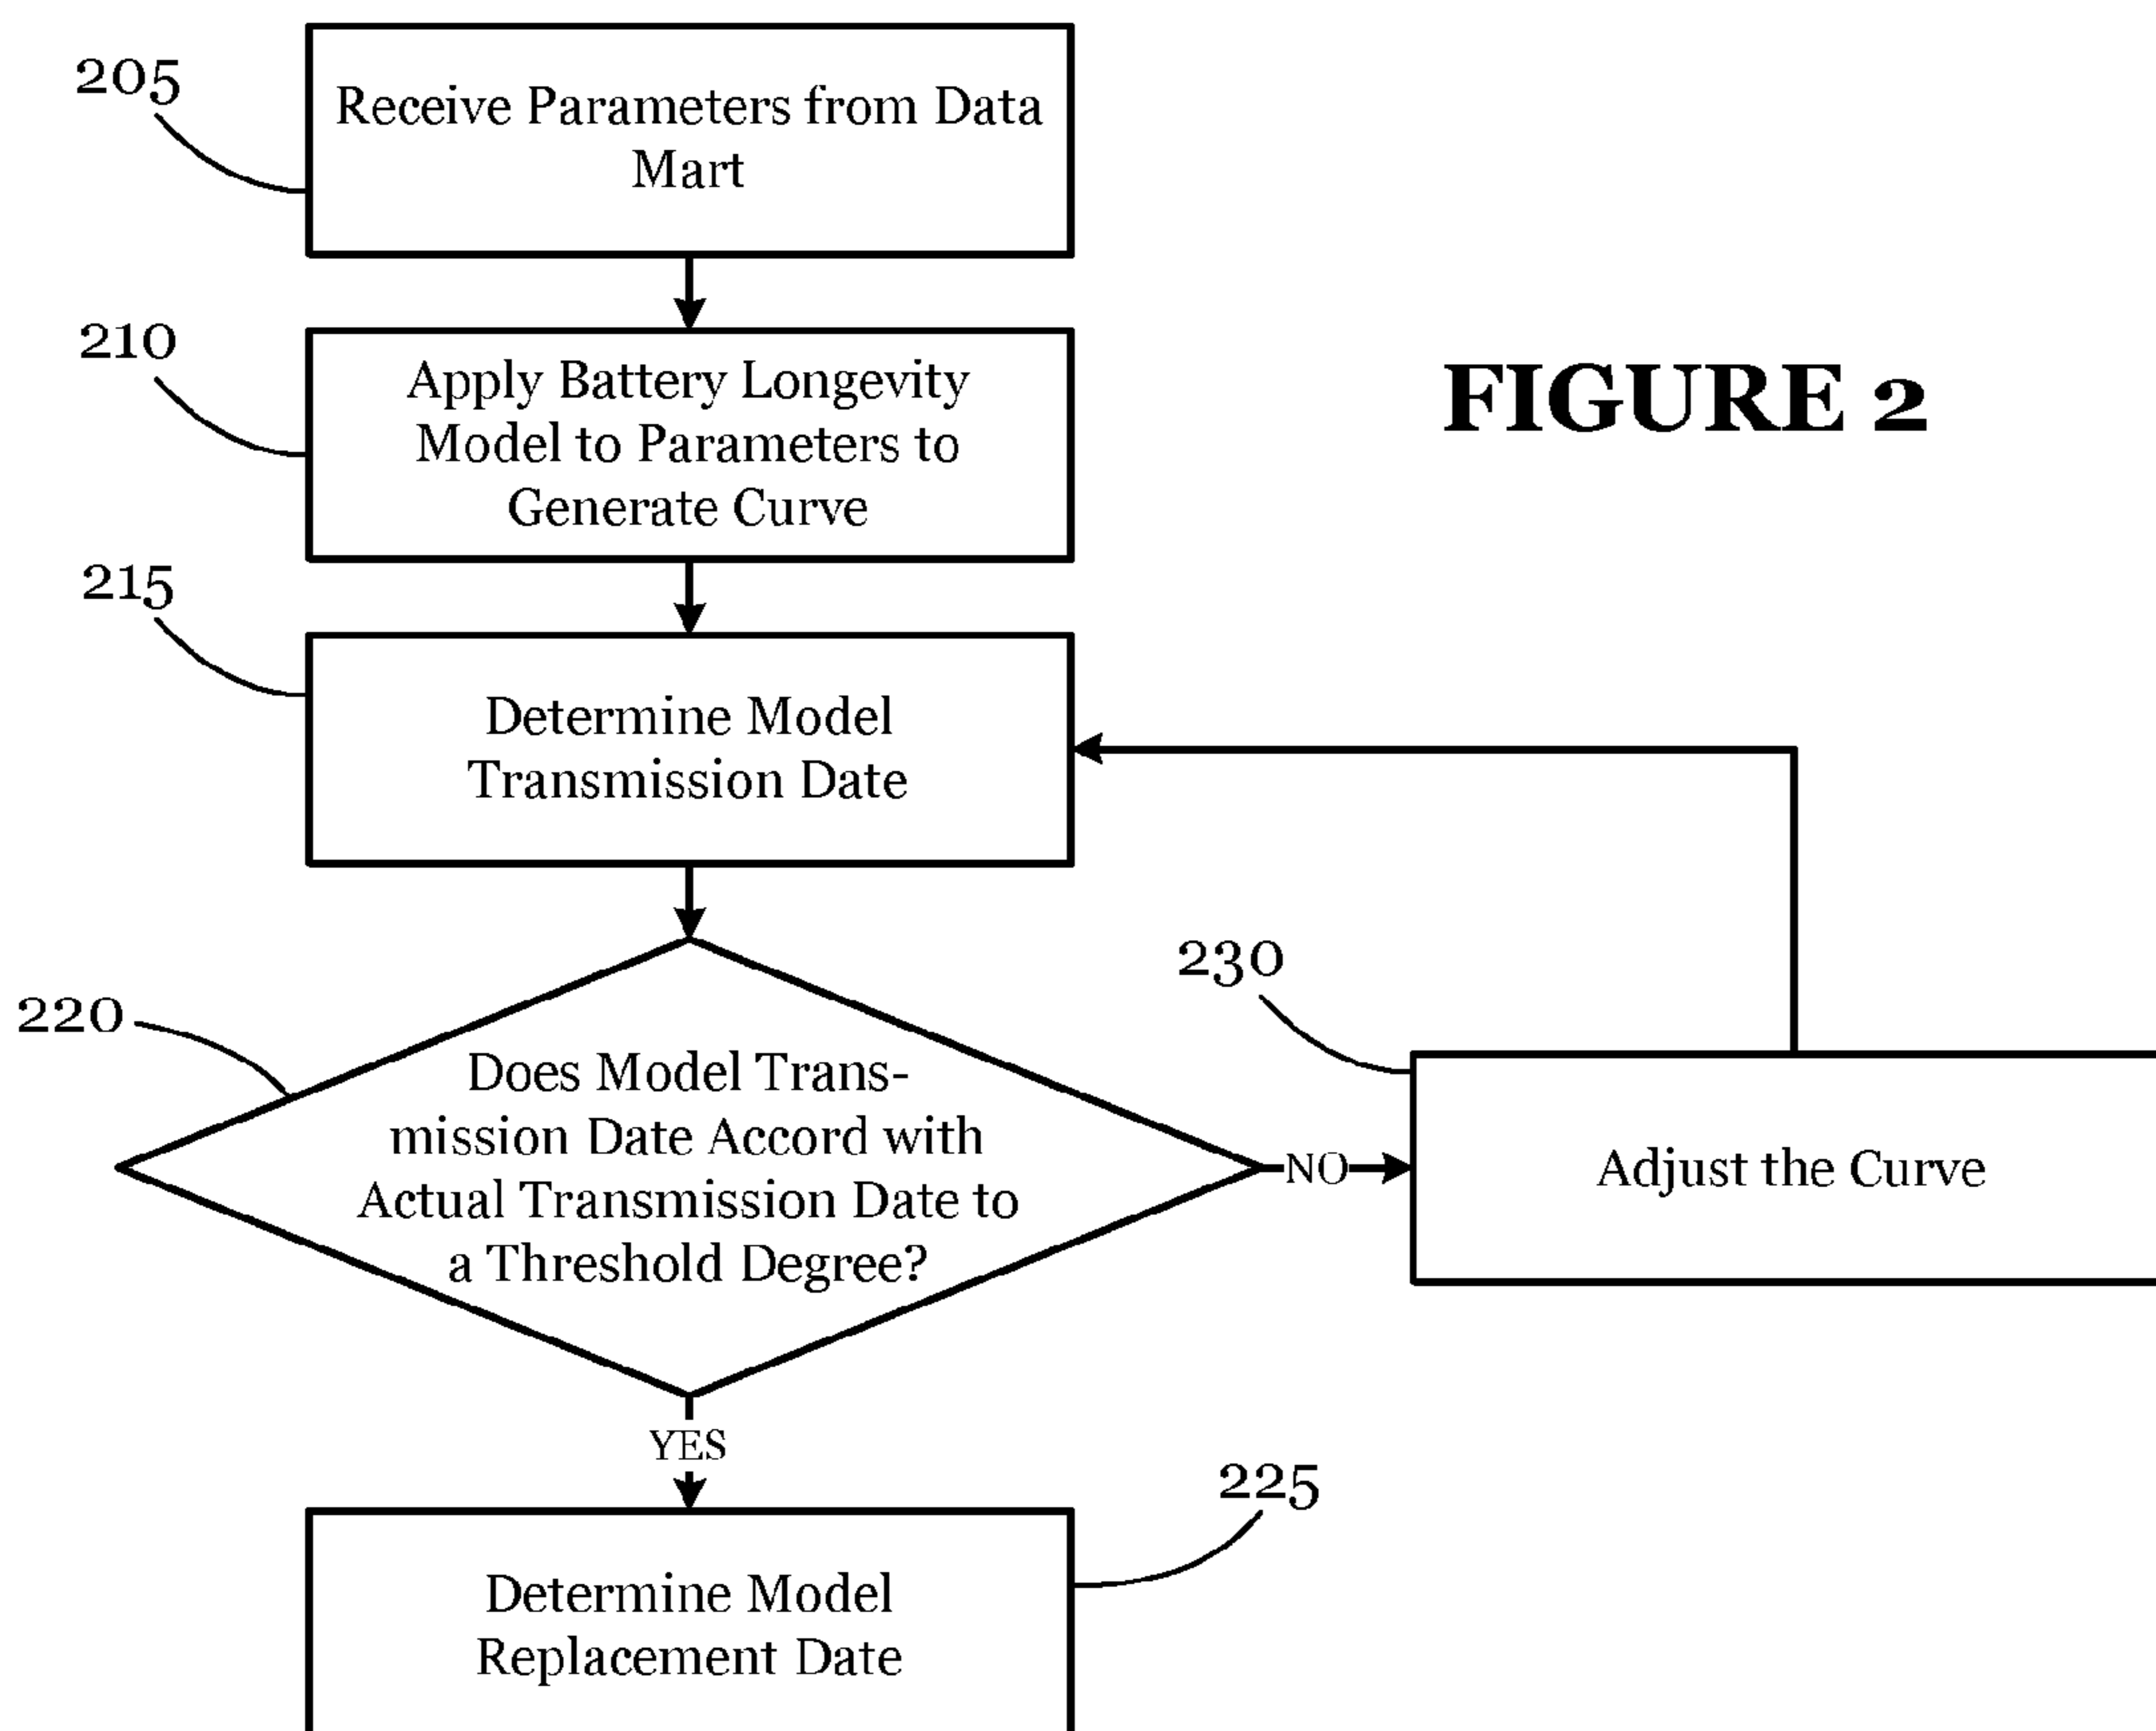 205
Receive Parameters from Data
Mart
210
Apply Battery Longevity
Model to Parameters to
Generate Curve
FIGURE 2
215
Determine Model
Transmission Date
220
Does Model Trans-
mission Date Accord with
Actual Transmission Date to
a Threshold Degree?
230
NO
Adjust the Curve
YES
225
Determine Model
Replacement Date